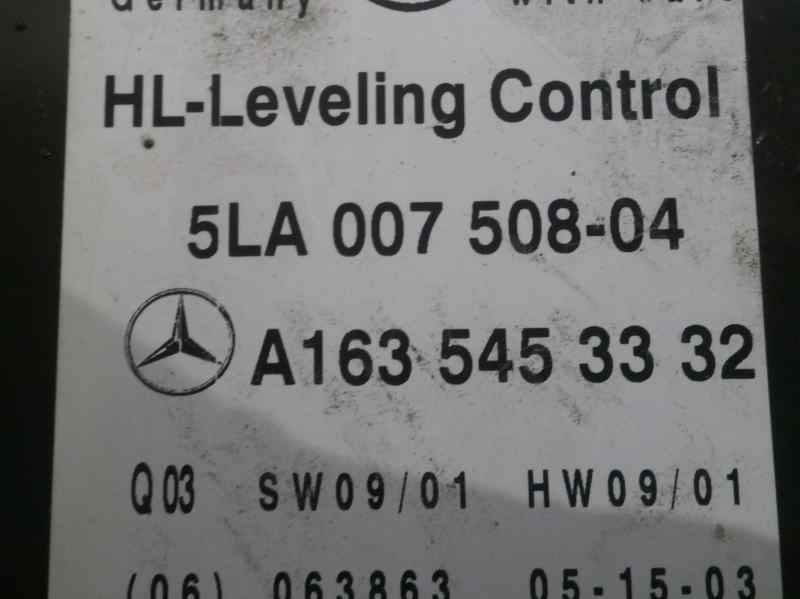 Germany
HL-Leveling Control
5LA 007 508-04
A163 545 33 32
Q03 SW09/01 HW09/01
(06) 063863 05-15-03